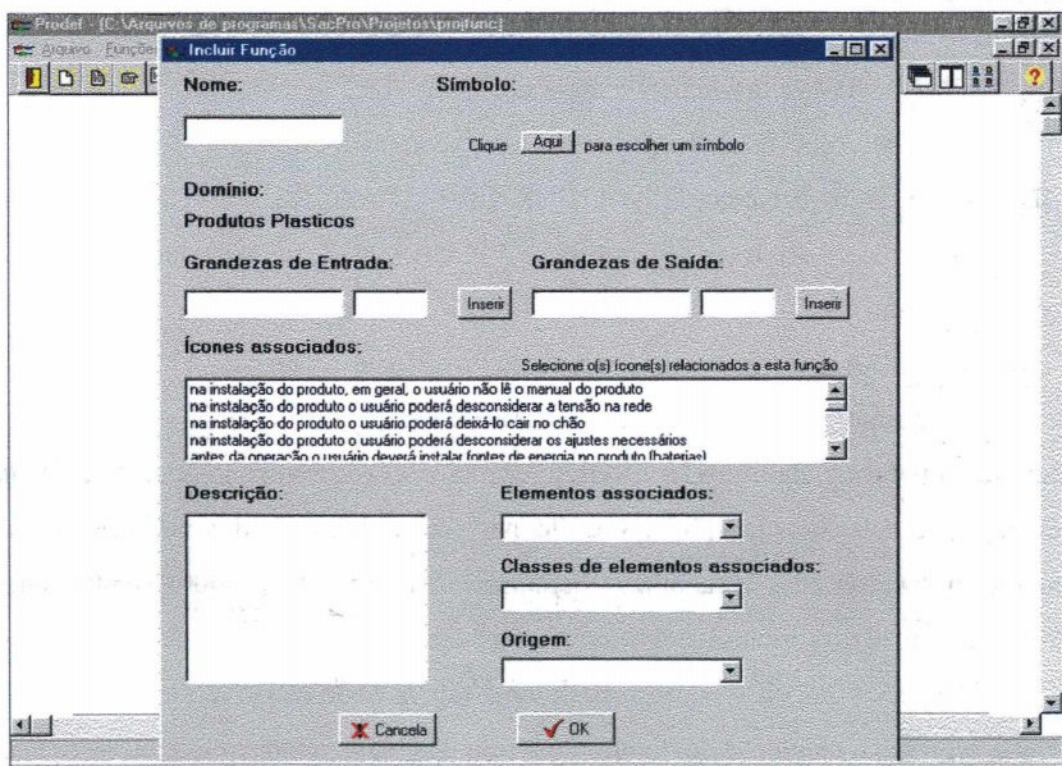 Prodef - [C:\Arquivos de programas\SacPro\Projetos\projfunc]
Arquivo Funções
Incluir Função
Nome:
Símbolo:
Clique Aqui para escolher um símbolo
Domínio:
Produtos Plasticos
Grandezas de Entrada:
Grandezas de Saída:
Inserir
Inserir
Ícones associados:
Selecione o(s) ícone(s) relacionados a esta função
na instalação do produto, em geral, o usuário não lê o manual do produto
na instalação do produto o usuário poderá desconsiderar a tensão na rede
na instalação do produto o usuário poderá deixá-lo cair no chão
na instalação do produto o usuário poderá desconsiderar os ajustes necessários
antes da operação o usuário deverá instalar fontes de energia no produto (baterias)
Descrição:
Elementos associados:
Classes de elementos associados:
Origem:
Cancela
OK